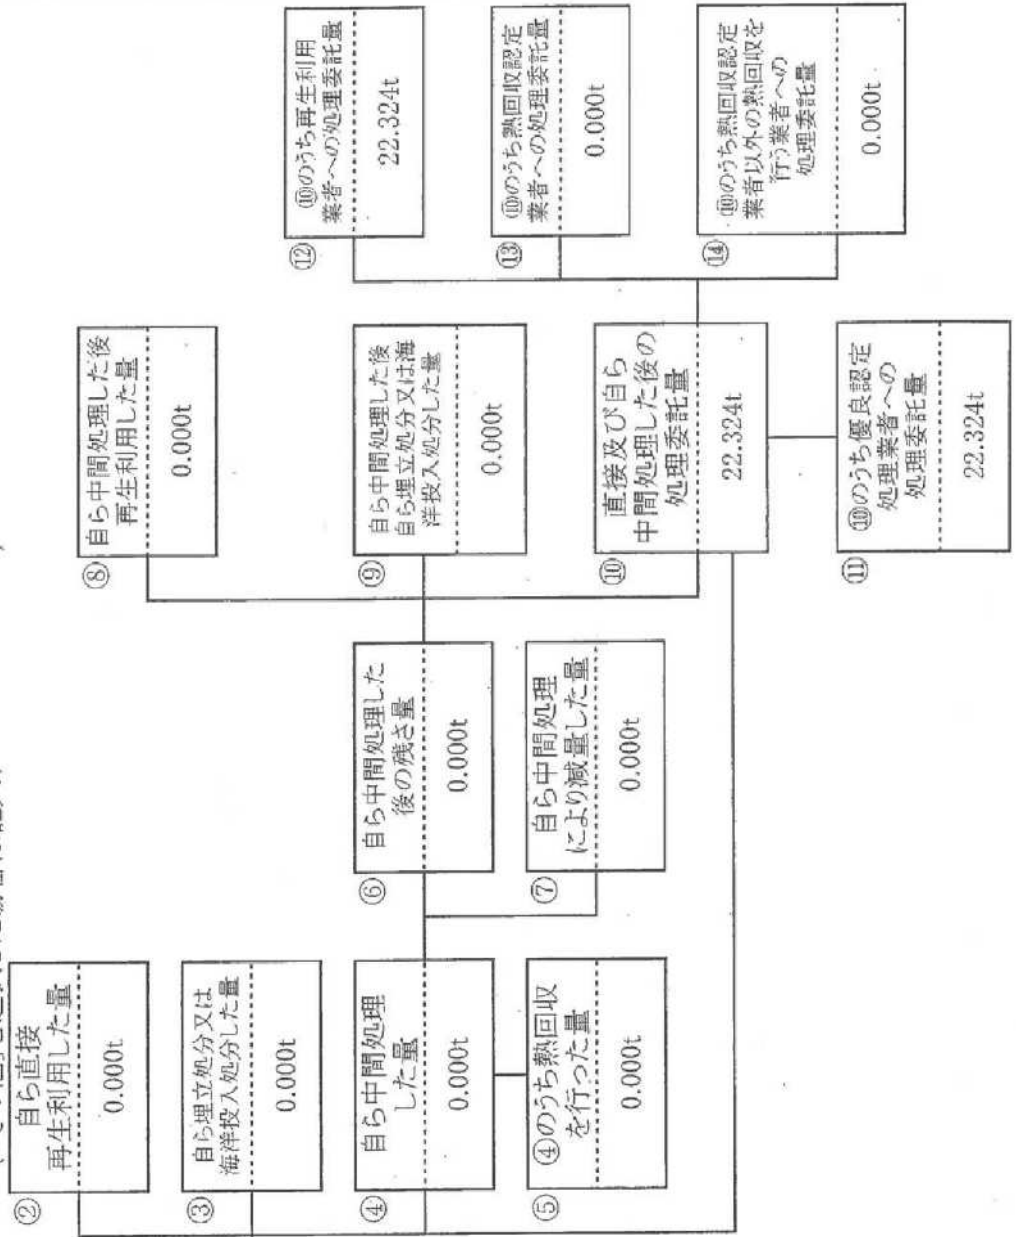 ②
自ら直接
再生利用した量
0.000t
③
自ら埋立処分又は
海洋投入処分した量
0.000t
④
自ら中間処理
した量
0.000t
⑤
④のうち熱回収
を行った量
0.000t
⑥
自ら中間処理した
後の残さ量
0.000t
⑦
自ら中間処理
により減量した量
0.000t
⑧
自ら中間処理した後
再生利用した量
0.000t
⑨
自ら中間処理した後
自ら埋立処分又は海
洋投入処分した量
0.000t
⑩
直接及び自ら
中間処理した後の
処理委託量
22.324t
⑪
⑩のうち優良認定
処理業者への
処理委託量
22.324t
⑫
⑩のうち再生利用
業者への処理委託量
22.324t
⑬
⑩のうち熱回収認定
業者への処理委託量
0.000t
⑭
⑩のうち熱回収認定
業者以外の熱回収を
行う業者への
処理委託量
0.000t